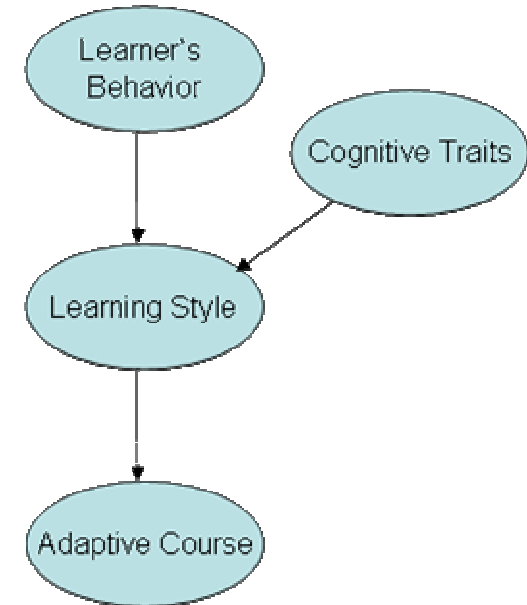 Learner`s
Behavior
Cognitive Traits
Learning Style
Adaptive Course